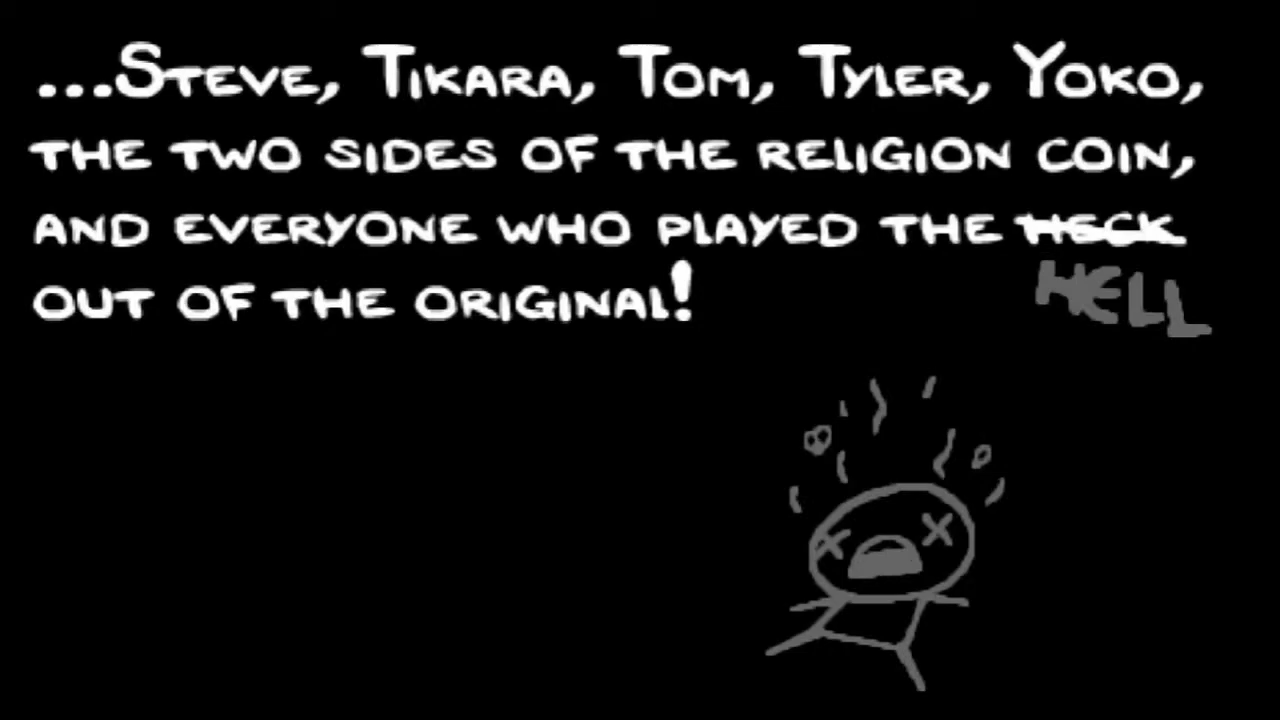 ...Steve, Tikara, Tom, Tyler, Yoko,
the two sides of the religion coin,
and everyone who played the heck
out of the original! HELL